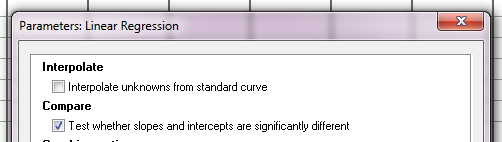 Parameters: Linear Regression
Interpolate
Interpolate unknowns from standard curve
Compare
Test whether slopes and intercepts are significantly different